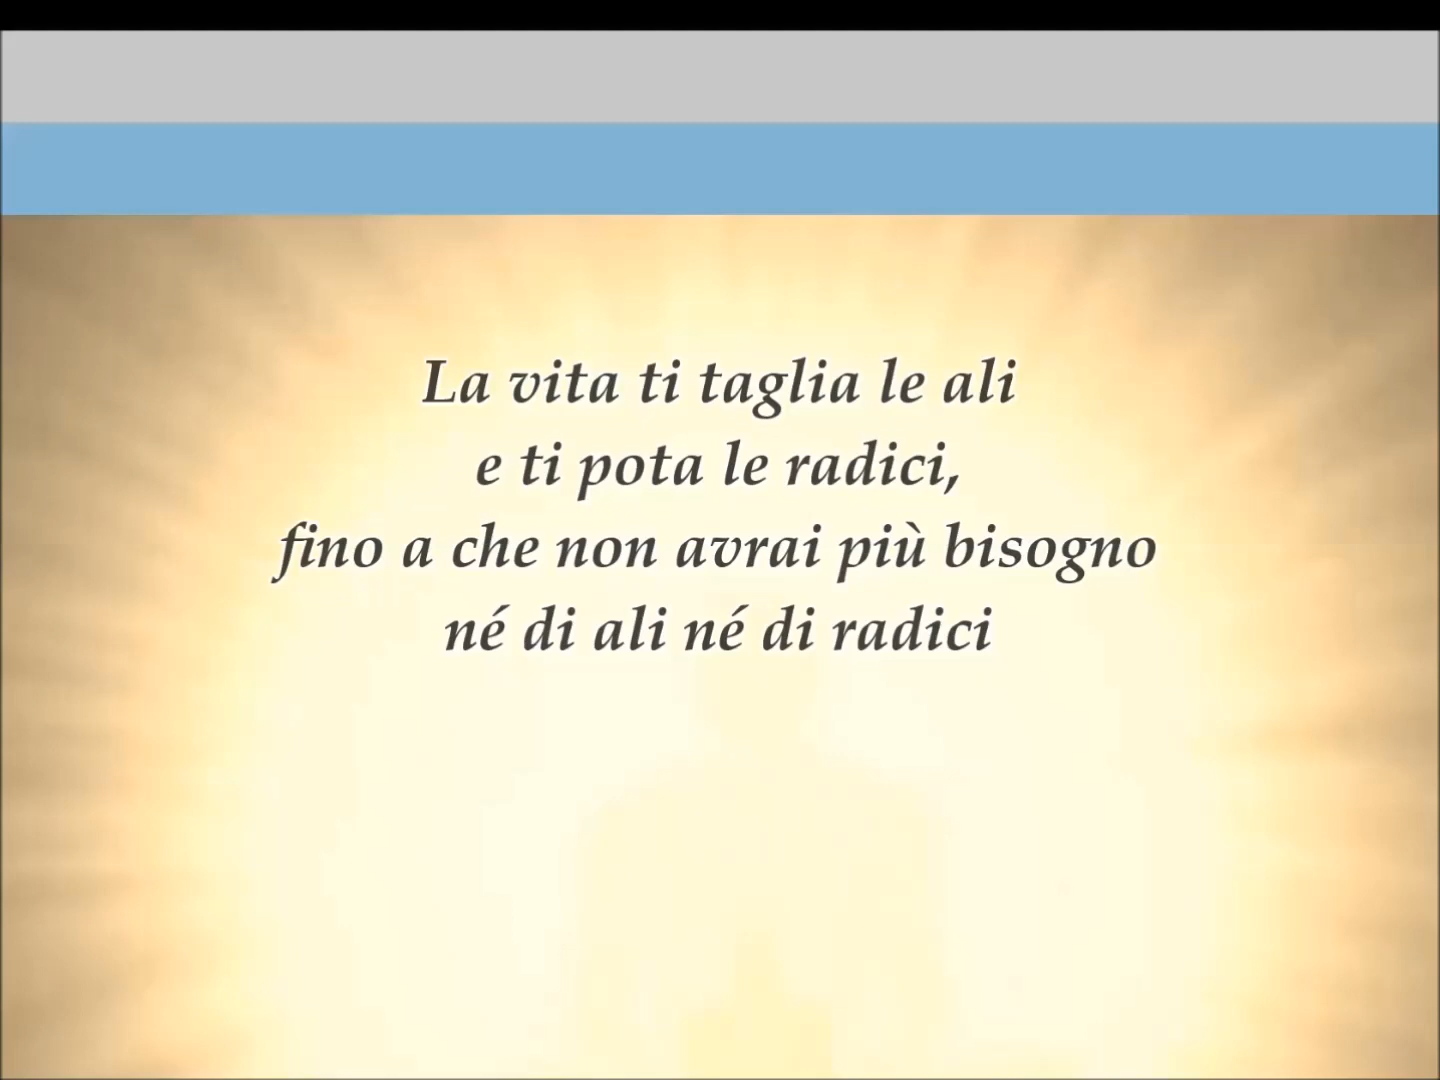 La vita ti taglia le ali
e ti pota le radici,
fino a che non avrai più bisogno
né di ali né di radici